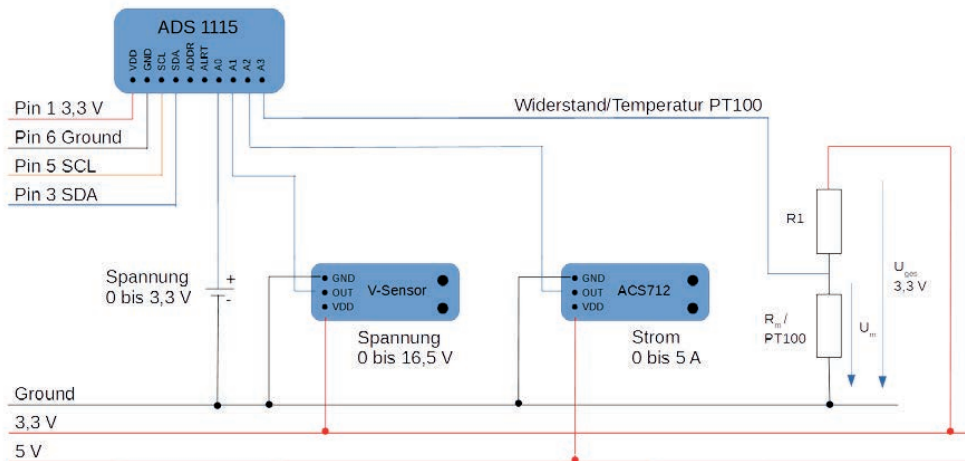 ADS 1115
VDD
GND
SCL
SDA
ADDR
ALRT
A0
A1
A2
A3
Pin 1 3,3 V
Pin 6 Ground
Pin 5 SCL
Pin 3 SDA
Widerstand/Temperatur PT100
R1
Uges
3,3 V
Rm/
PT100
Um
Spannung
0 bis 3,3 V
+
-
GND
OUT
VDD
V-Sensor
Spannung
0 bis 16,5 V
GND
OUT
VDD
ACS712
Strom
0 bis 5 A
Ground
3,3 V
5 V